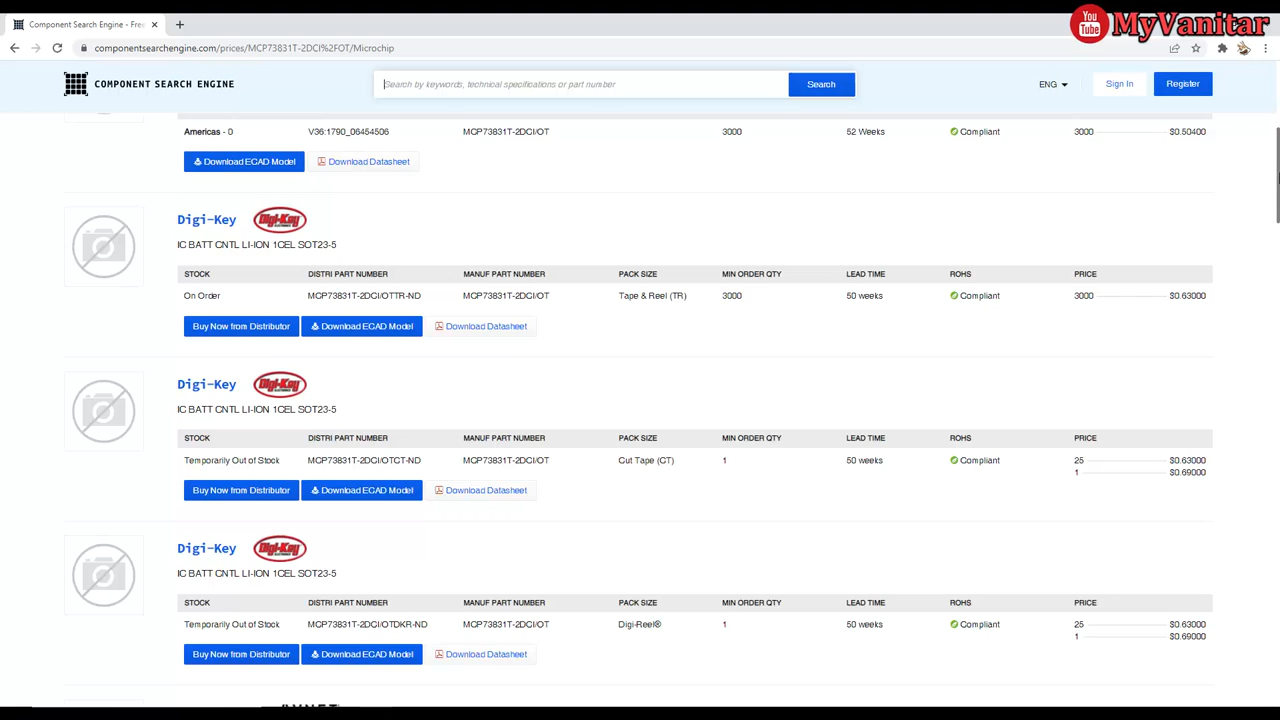 Component Search Engine - Free
You Tube MyVanitar
componentsearchengine.com/prices/MCP73831T-2DCI%2FOT/Microchip
COMPONENT SEARCH ENGINE
Search by keywords, technical specifications or part number
Search
ENG
Sign In
Register
Americas - 0 V36:1790_06454506 MCP73831T-2DCI/OT 3000 52 Weeks Compliant 3000 $0.50400
Download ECAD Model Download Datasheet
Digi-Key Digi-Key
IC BATT CNTL LI-ION 1CEL SOT23-5
STOCK DISTRI PART NUMBER MANUF PART NUMBER PACK SIZE MIN ORDER QTY LEAD TIME ROHS PRICE
On Order MCP73831T-2DCI/OTTR-ND MCP73831T-2DCI/OT Tape & Reel (TR) 3000 50 weeks Compliant 3000 $0.63000
Buy Now from Distributor Download ECAD Model Download Datasheet
Digi-Key Digi-Key
IC BATT CNTL LI-ION 1CEL SOT23-5
STOCK DISTRI PART NUMBER MANUF PART NUMBER PACK SIZE MIN ORDER QTY LEAD TIME ROHS PRICE
Temporarily Out of Stock MCP73831T-2DCI/OTCT-ND MCP73831T-2DCI/OT Cut Tape (CT) 1 50 weeks Compliant 25 $0.63000
1 $0.69000
Buy Now from Distributor Download ECAD Model Download Datasheet
Digi-Key Digi-Key
IC BATT CNTL LI-ION 1CEL SOT23-5
STOCK DISTRI PART NUMBER MANUF PART NUMBER PACK SIZE MIN ORDER QTY LEAD TIME ROHS PRICE
Temporarily Out of Stock MCP73831T-2DCI/OTDKR-ND MCP73831T-2DCI/OT Digi-Reel® 1 50 weeks Compliant 25 $0.63000
1 $0.69000
Buy Now from Distributor Download ECAD Model Download Datasheet